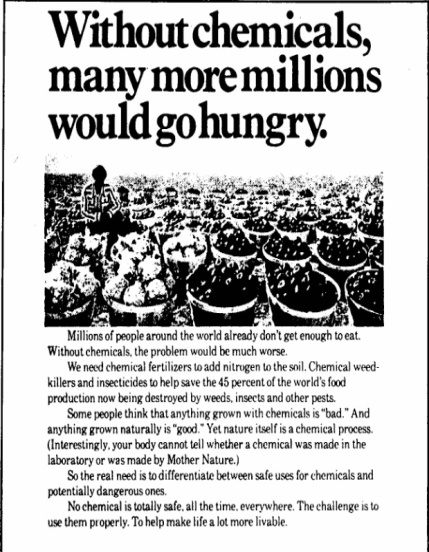 Without chemicals,
many more millions
would go hungry.
Millions of people around the world already don't get enough to eat.
Without chemicals, the problem would be much worse.
We need chemical fertilizers to add nitrogen to the soil. Chemical weed-
killers and insecticides to help save the 45 percent of the world's food
production now being destroyed by weeds, insects and other pests.
Some people think that anything grown with chemicals is "bad." And
anything grown naturally is "good." Yet nature itself is a chemical process.
(Interestingly, your body cannot tell whether a chemical was made in the
laboratory or was made by Mother Nature.)
So the real need is to differentiate between safe uses for chemicals and
potentially dangerous ones.
No chemical is totally safe, all the time, everywhere. The challenge is to
use them properly. To help make life a lot more livable.